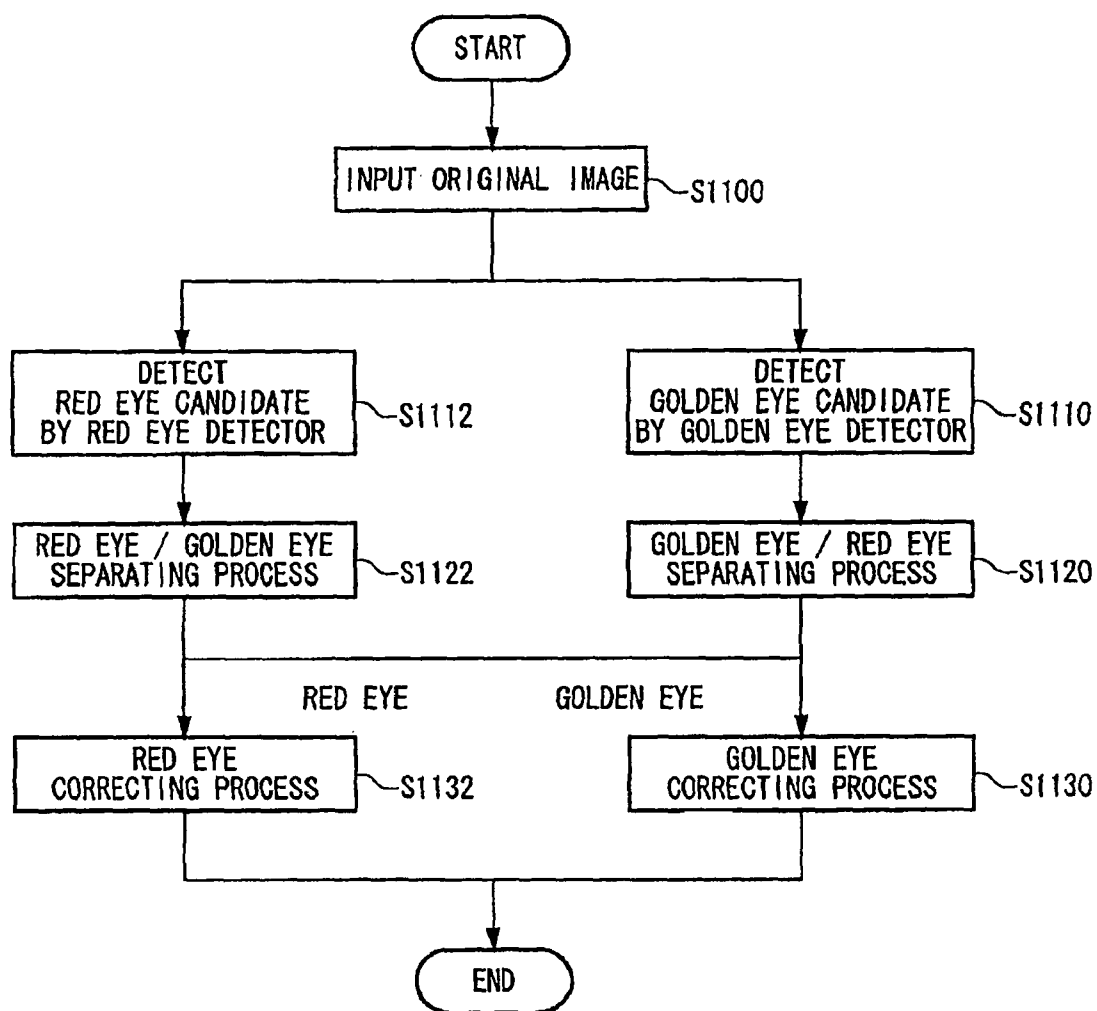 START
INPUT ORIGINAL IMAGE
S1100
DETECT
RED EYE CANDIDATE
BY RED EYE DETECTOR
S1112
DETECT
GOLDEN EYE CANDIDATE
BY GOLDEN EYE DETECTOR
S1110
RED EYE / GOLDEN EYE
SEPARATING PROCESS
S1122
GOLDEN EYE / RED EYE
SEPARATING PROCESS
S1120
RED EYE
GOLDEN EYE
RED EYE
CORRECTING PROCESS
S1132
GOLDEN EYE
CORRECTING PROCESS
S1130
END